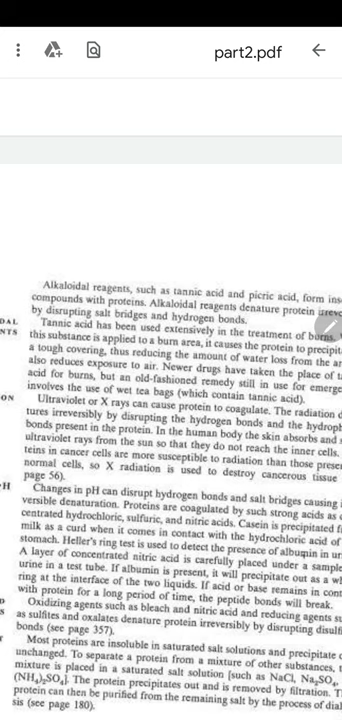 part2.pdf
Alkaloidal reagents, such as tannic acid and picric acid, form ins
compounds with proteins. Alkaloidal reagents denature protein irreve
by disrupting salt bridges and hydrogen bonds.
DAL
NTS
Tannic acid has been used extensively in the treatment of burns.
this substance is applied to a burn area, it causes the protein to precipit
a tough covering, thus reducing the amount of water loss from the ar
also reduces exposure to air. Newer drugs have taken the place of t
acid for burns, but an old-fashioned remedy still in use for emerge
involves the use of wet tea bags (which contain tannic acid).
ON
Ultraviolet or X rays can cause protein to coagulate. The radiation d
tures irreversibly by disrupting the hydrogen bonds and the hydroph
bonds present in the protein. In the human body the skin absorbs and s
ultraviolet rays from the sun so that they do not reach the inner cells.
teins in cancer cells are more susceptible to radiation than those prese
normal cells, so X radiation is used to destroy cancerous tissue
page 56).
H
Changes in pH can disrupt hydrogen bonds and salt bridges causing i
versible denaturation. Proteins are coagulated by such strong acids as c
centrated hydrochloric, sulfuric, and nitric acids. Casein is precipitated f
milk as a curd when it comes in contact with the hydrochloric acid of
stomach. Heller's ring test is used to detect the presence of albumin in ur
A layer of concentrated nitric acid is carefully placed under a sample
urine in a test tube. If albumin is present, it will precipitate out as a wh
ring at the interface of the two liquids. If acid or base remains in cont
with protein for a long period of time, the peptide bonds will break.
Oxidizing agents such as bleach and nitric acid and reducing agents su
as sulfites and oxalates denature protein irreversibly by disrupting disulf
bonds (see page 357).
Most proteins are insoluble in saturated salt solutions and precipitate o
unchanged. To separate a protein from a mixture of other substances, t
mixture is placed in a saturated salt solution [such as NaCl, Na₂SO₄,
(NH₄)₂SO₄]. The protein precipitates out and is removed by filtration. T
protein can then be purified from the remaining salt by the process of dial
sis (see page 180).